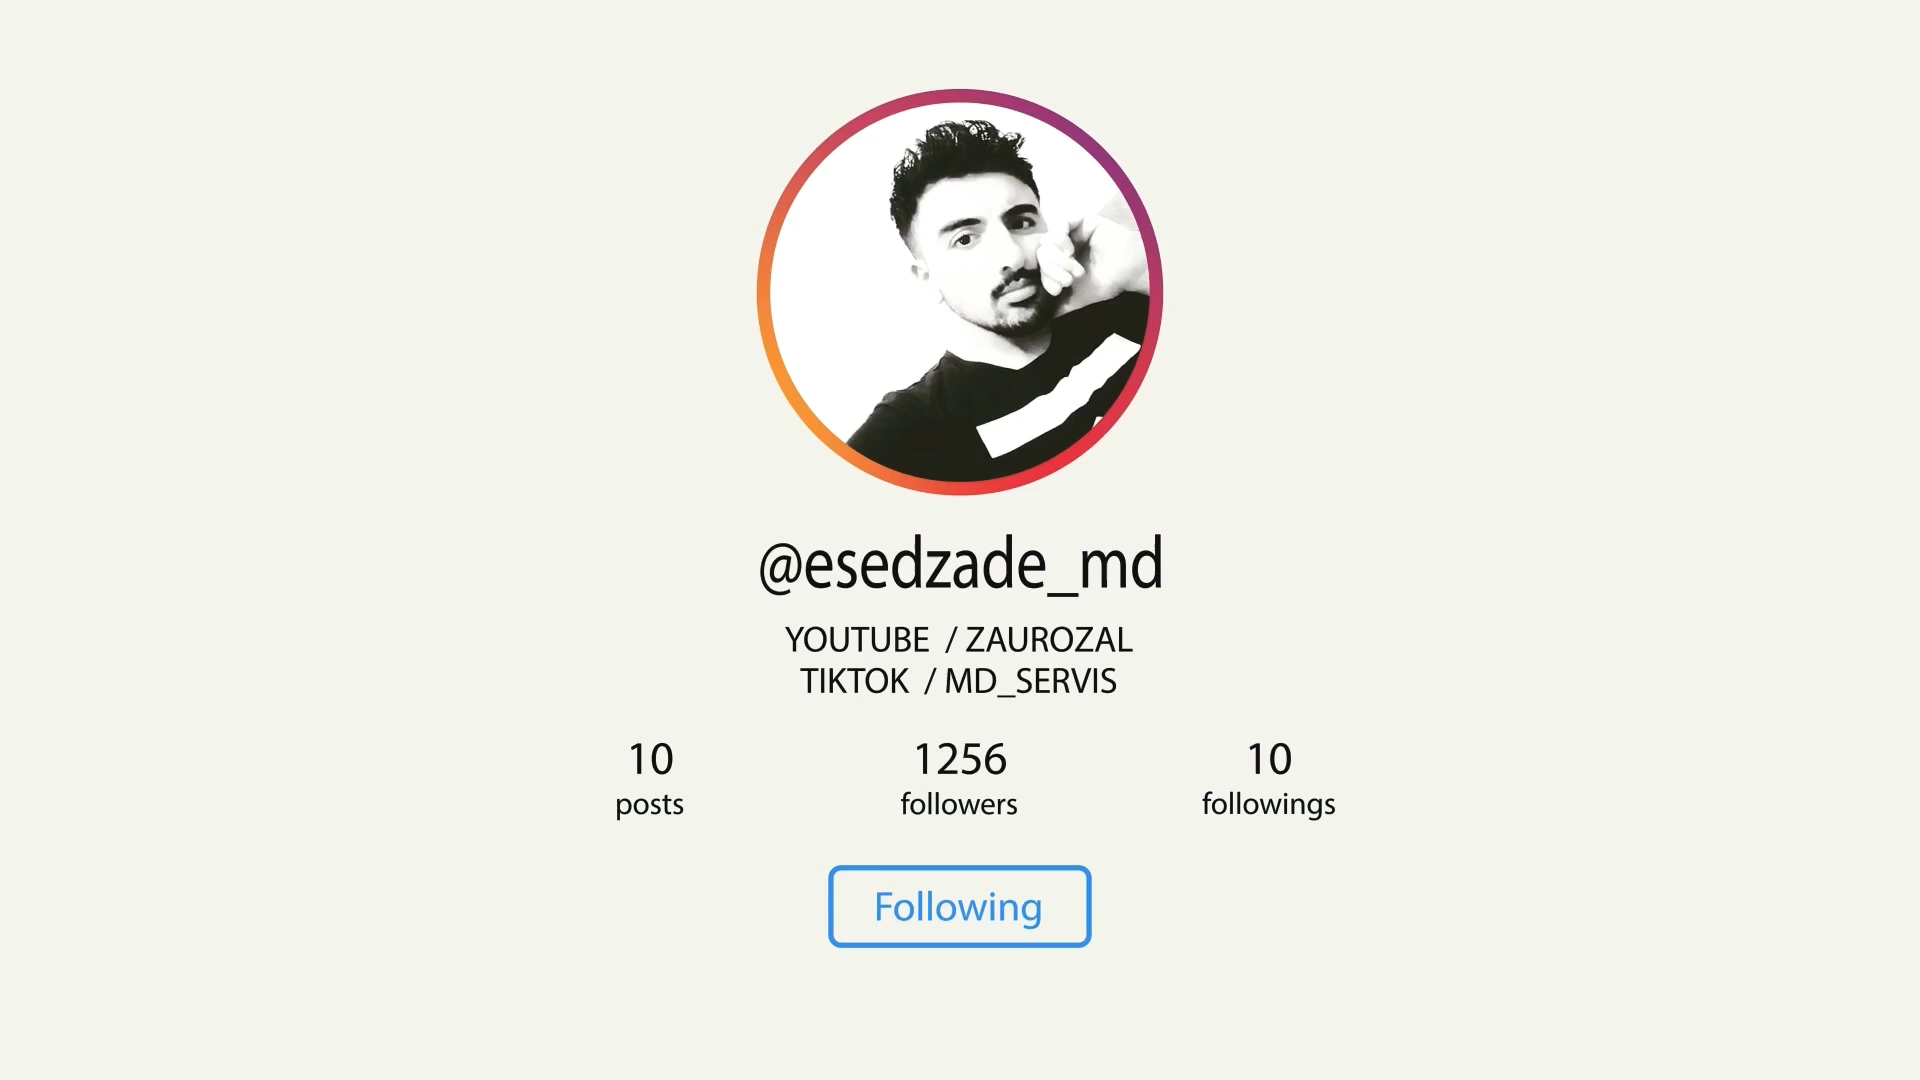 @esedzade_md
YOUTUBE / ZAUROZAL
TIKTOK / MD_SERVIS
10 1256 10
posts followers followings
Following